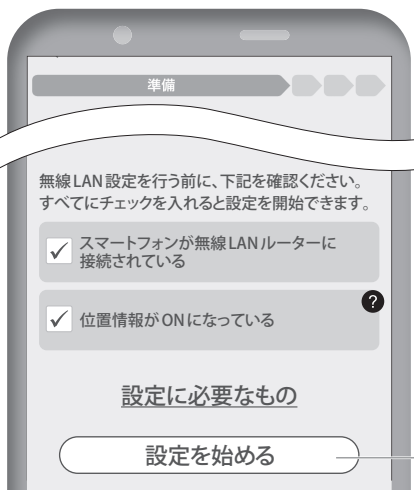 準備
無線LAN設定を行う前に、下記を確認ください。
すべてにチェックを入れると設定を開始できます。
スマートフォンが無線LANルーターに
接続されている
?
位置情報がONになっている
設定に必要なもの
設定を始める